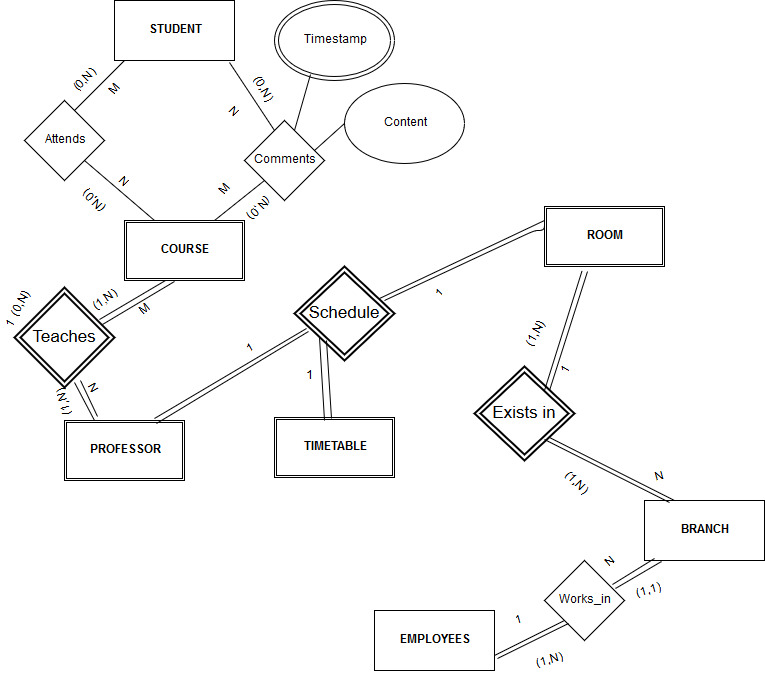 STUDENT
Timestamp
(0,N)
M
(0,N)
N
Content
Attends
Comments
N
(0,N)
M
(0,N)
COURSE
ROOM
1 (0,N)
(1,N)
M
Teaches
Schedule
1
1
1
N
(1,N)
PROFESSOR
TIMETABLE
(1,N)
1
Exists in
(1,N)
N
BRANCH
N
(1,1)
Works_in
1
(1,N)
EMPLOYEES